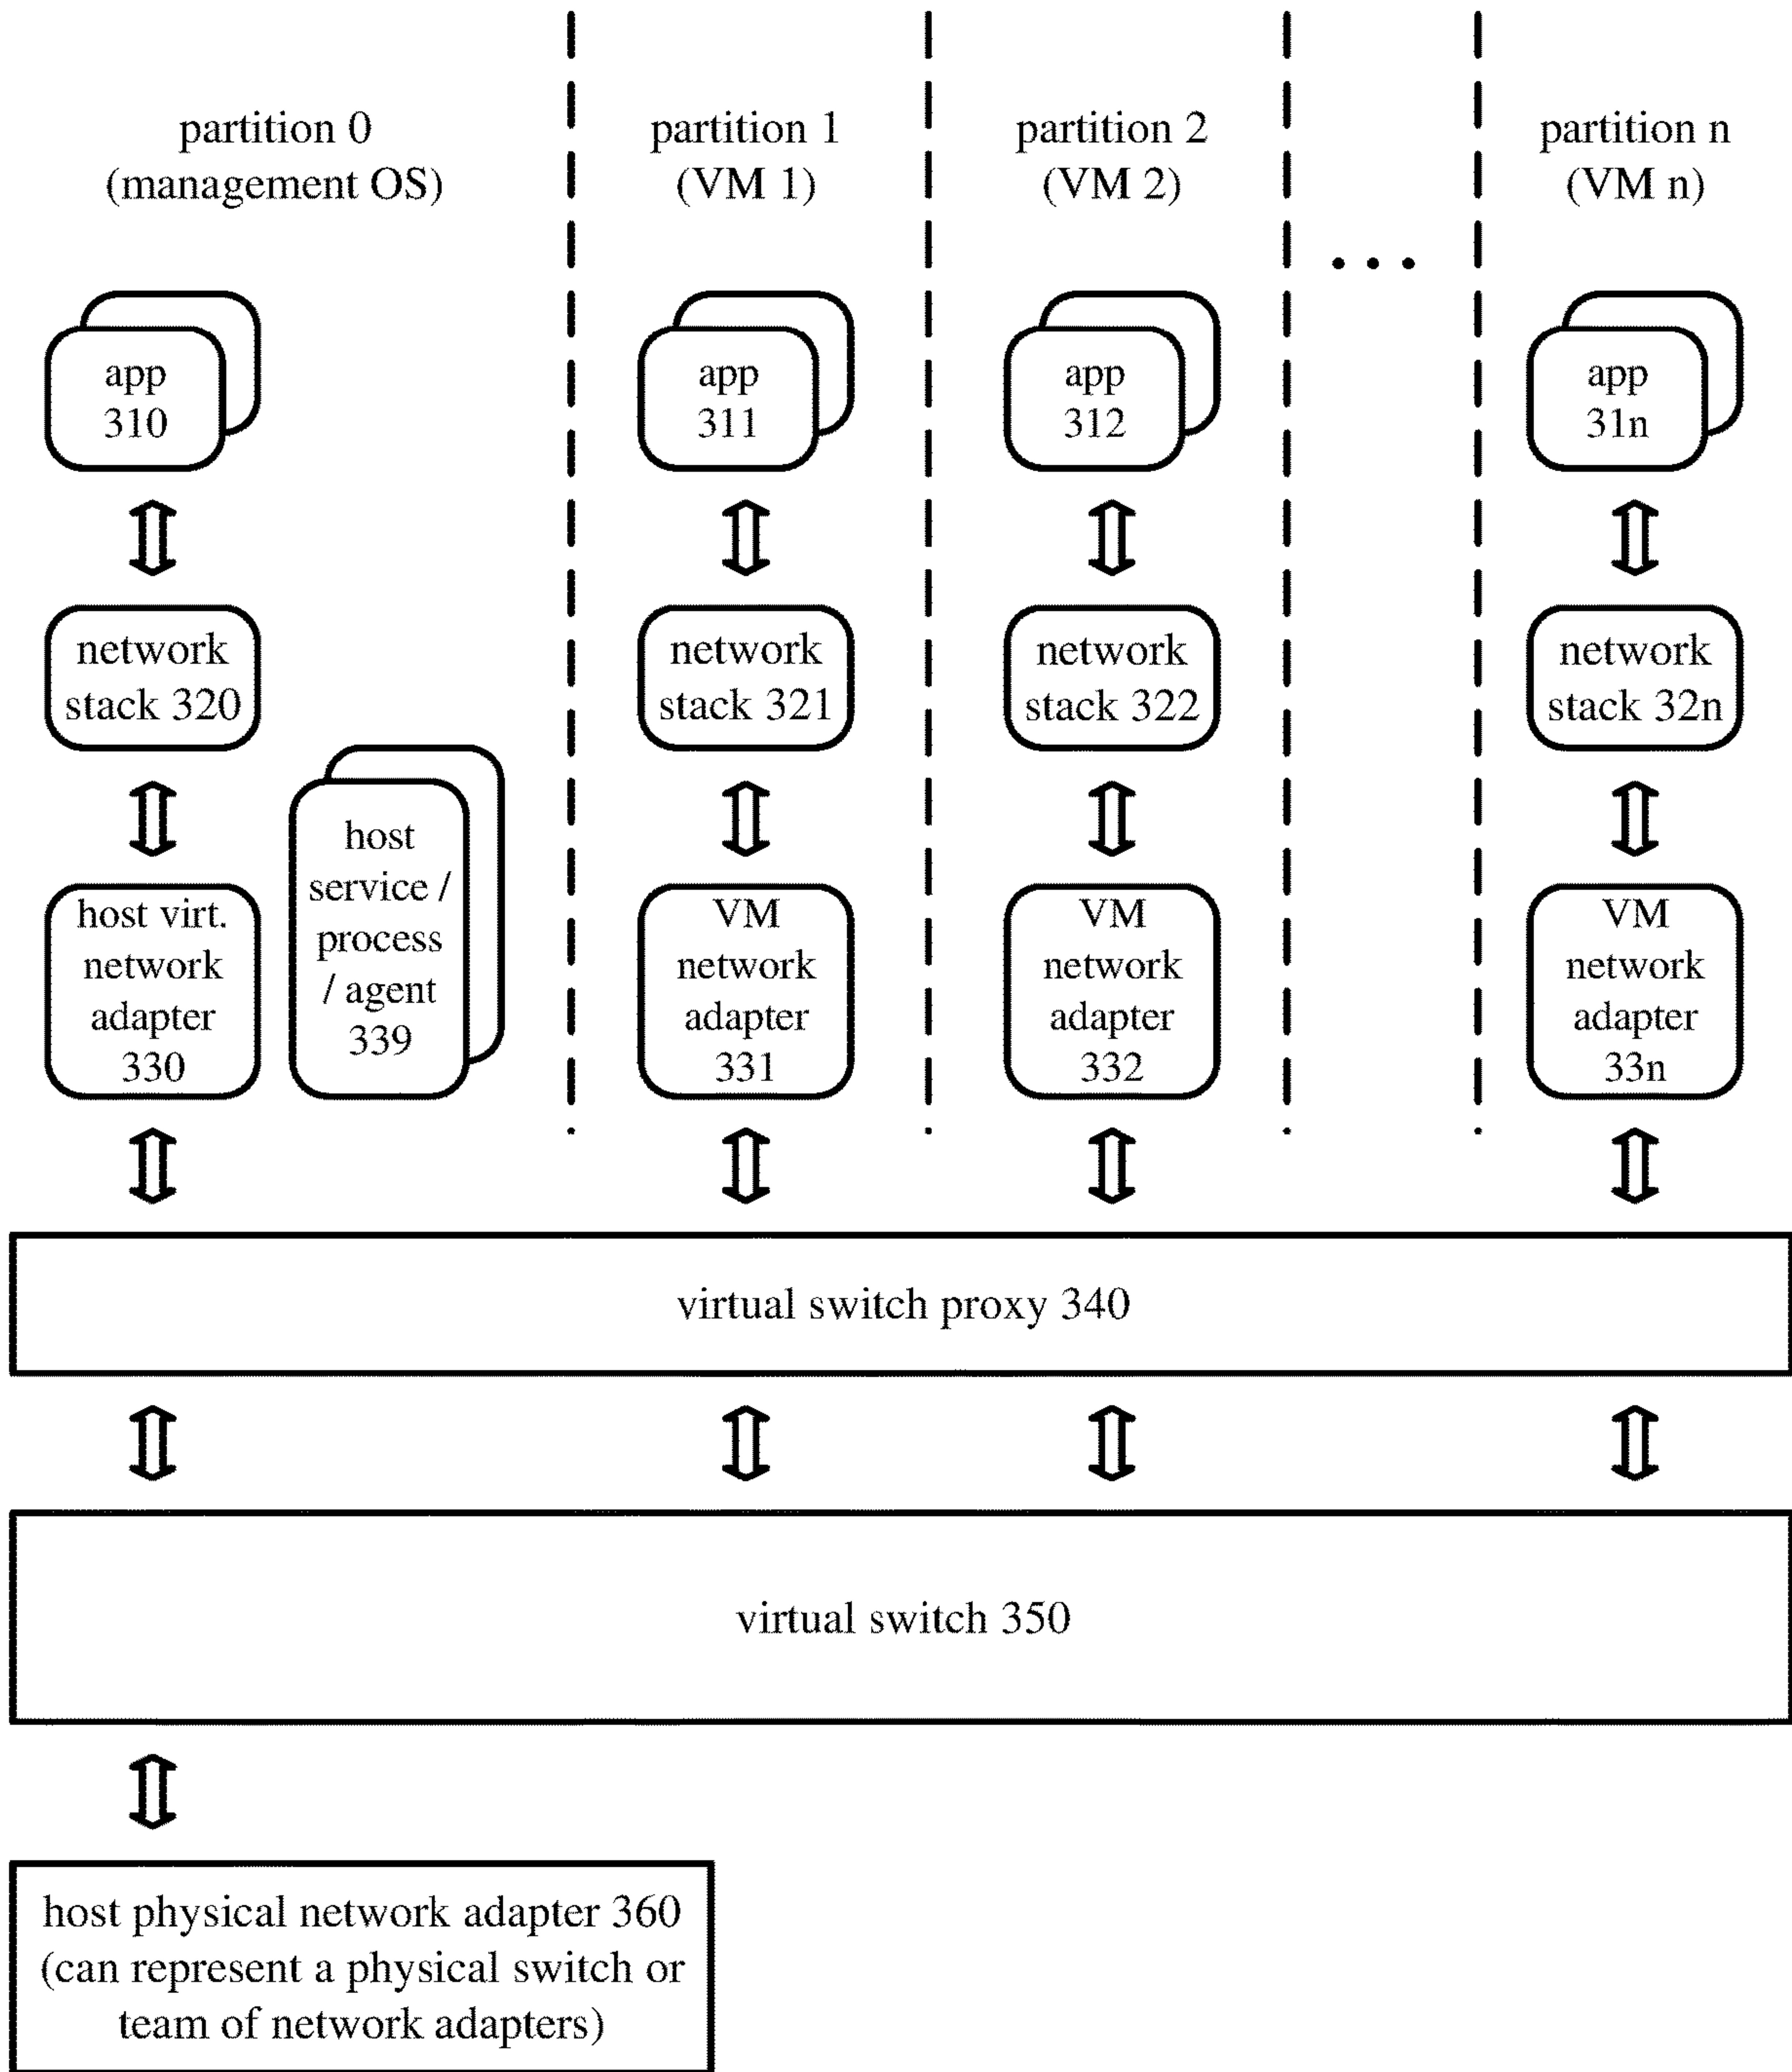 partition 0
(management OS)
partition 1
(VM 1)
partition 2
(VM 2)
...
partition n
(VM n)
app
310
app
311
app
312
app
31n
network
stack 320
network
stack 321
network
stack 322
network
stack 32n
host virt.
network
adapter
330
host
service /
process
/ agent
339
VM
network
adapter
331
VM
network
adapter
332
VM
network
adapter
33n
virtual switch proxy 340
virtual switch 350
host physical network adapter 360
(can represent a physical switch or
team of network adapters)